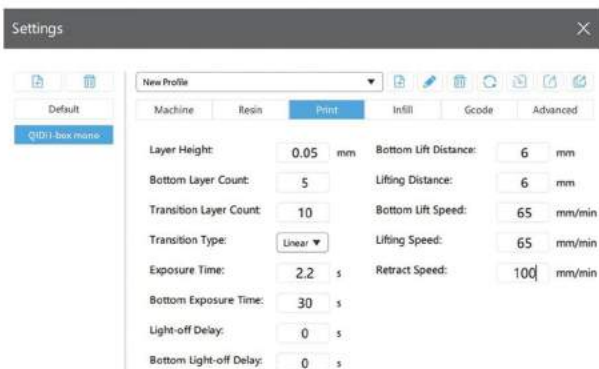 Settings
New Profile
Default
Machine Resin Print Infill Gcode Advanced
QIDI I-box mono
Layer Height: 0.05 mm Bottom Lift Distance: 6 mm
Bottom Layer Count: 5 Lifting Distance: 6 mm
Transition Layer Count: 10 Bottom Lift Speed: 65 mm/min
Transition Type: Linear Lifting Speed: 65 mm/min
Exposure Time: 2.2 s Retract Speed: 100 mm/min
Bottom Exposure Time: 30 s
Light-off Delay: 0 s
Bottom Light-off Delay: 0 s